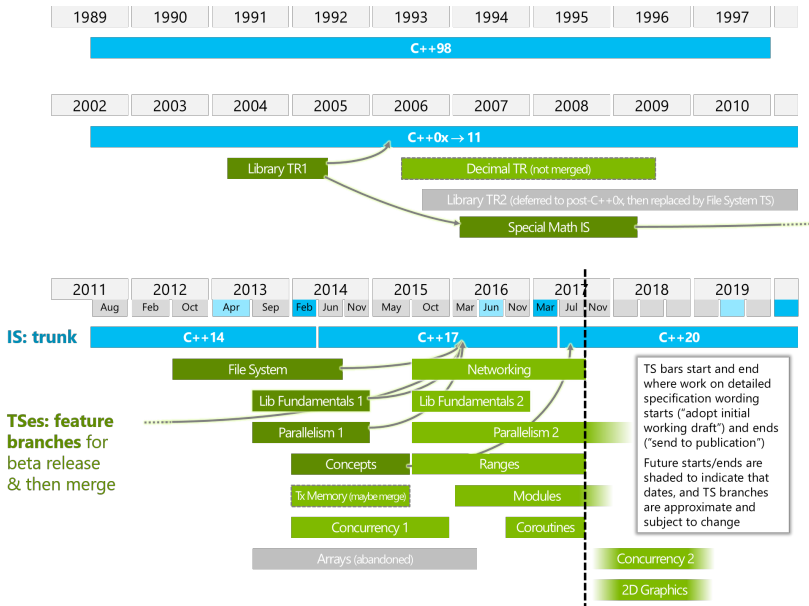 1989 1990 1991 1992 1993 1994 1995 1996 1997
C++98
2002 2003 2004 2005 2006 2007 2008 2009 2010
C++0x → 11
Library TR1
Decimal TR (not merged)
Library TR2 (deferred to post-C++0x, then replaced by File System TS)
Special Math IS
2011 2012 2013 2014 2015 2016 2017 2018 2019
Aug Feb Oct Apr Sep Feb Jun Nov May Oct Mar Jun Nov Mar Jul Nov
IS: trunk
C++14 C++17 C++20
File System
Networking
Lib Fundamentals 1
Lib Fundamentals 2
TSes: feature
branches for
beta release
& then merge
Parallelism 1
Parallelism 2
Concepts
Ranges
Tx Memory (maybe merge)
Modules
Concurrency 1
Coroutines
Arrays (abandoned)
Concurrency 2
2D Graphics
TS bars start and end
where work on detailed
specification wording
starts (“adopt initial
working draft”) and ends
(“send to publication”)
Future starts/ends are
shaded to indicate that
dates, and TS branches
are approximate and
subject to change